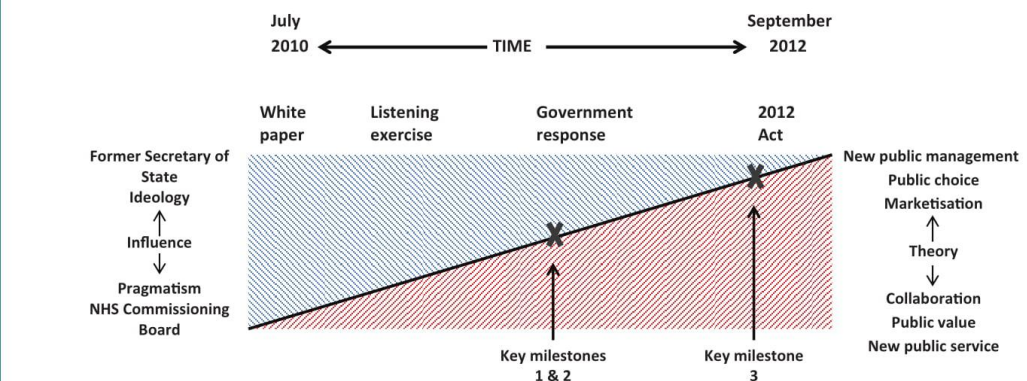 July
2010
TIME
September
2012
White
paper
Listening
exercise
Government
response
2012
Act
Former Secretary of
State
Ideology
Influence
Pragmatism
NHS Commissioning
Board
New public management
Public choice
Marketisation
Theory
Collaboration
Public value
New public service
Key milestones
1 & 2
Key milestone
3